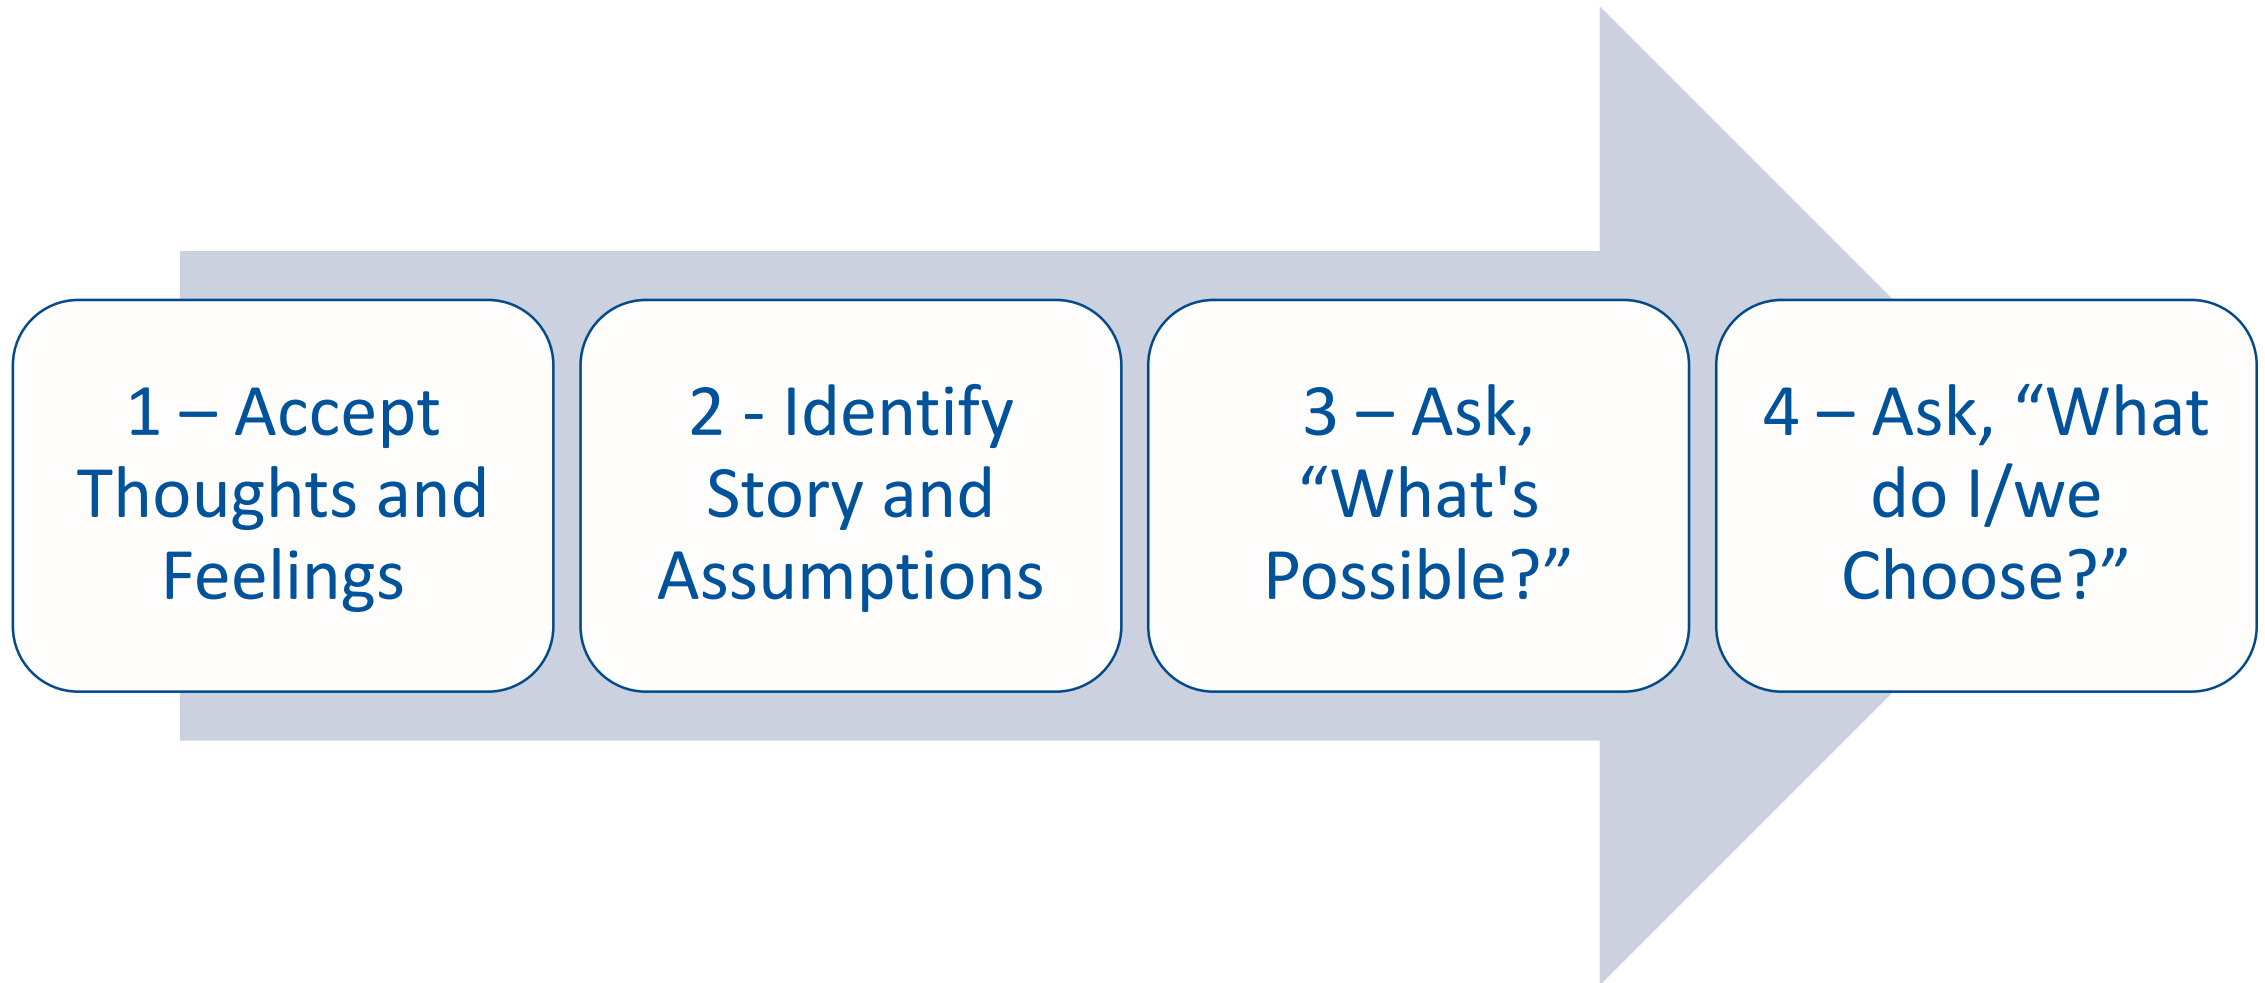 1 – Accept
Thoughts and
Feelings
2 - Identify
Story and
Assumptions
3 – Ask,
“What's
Possible?”
4 – Ask, “What
do I/we
Choose?”